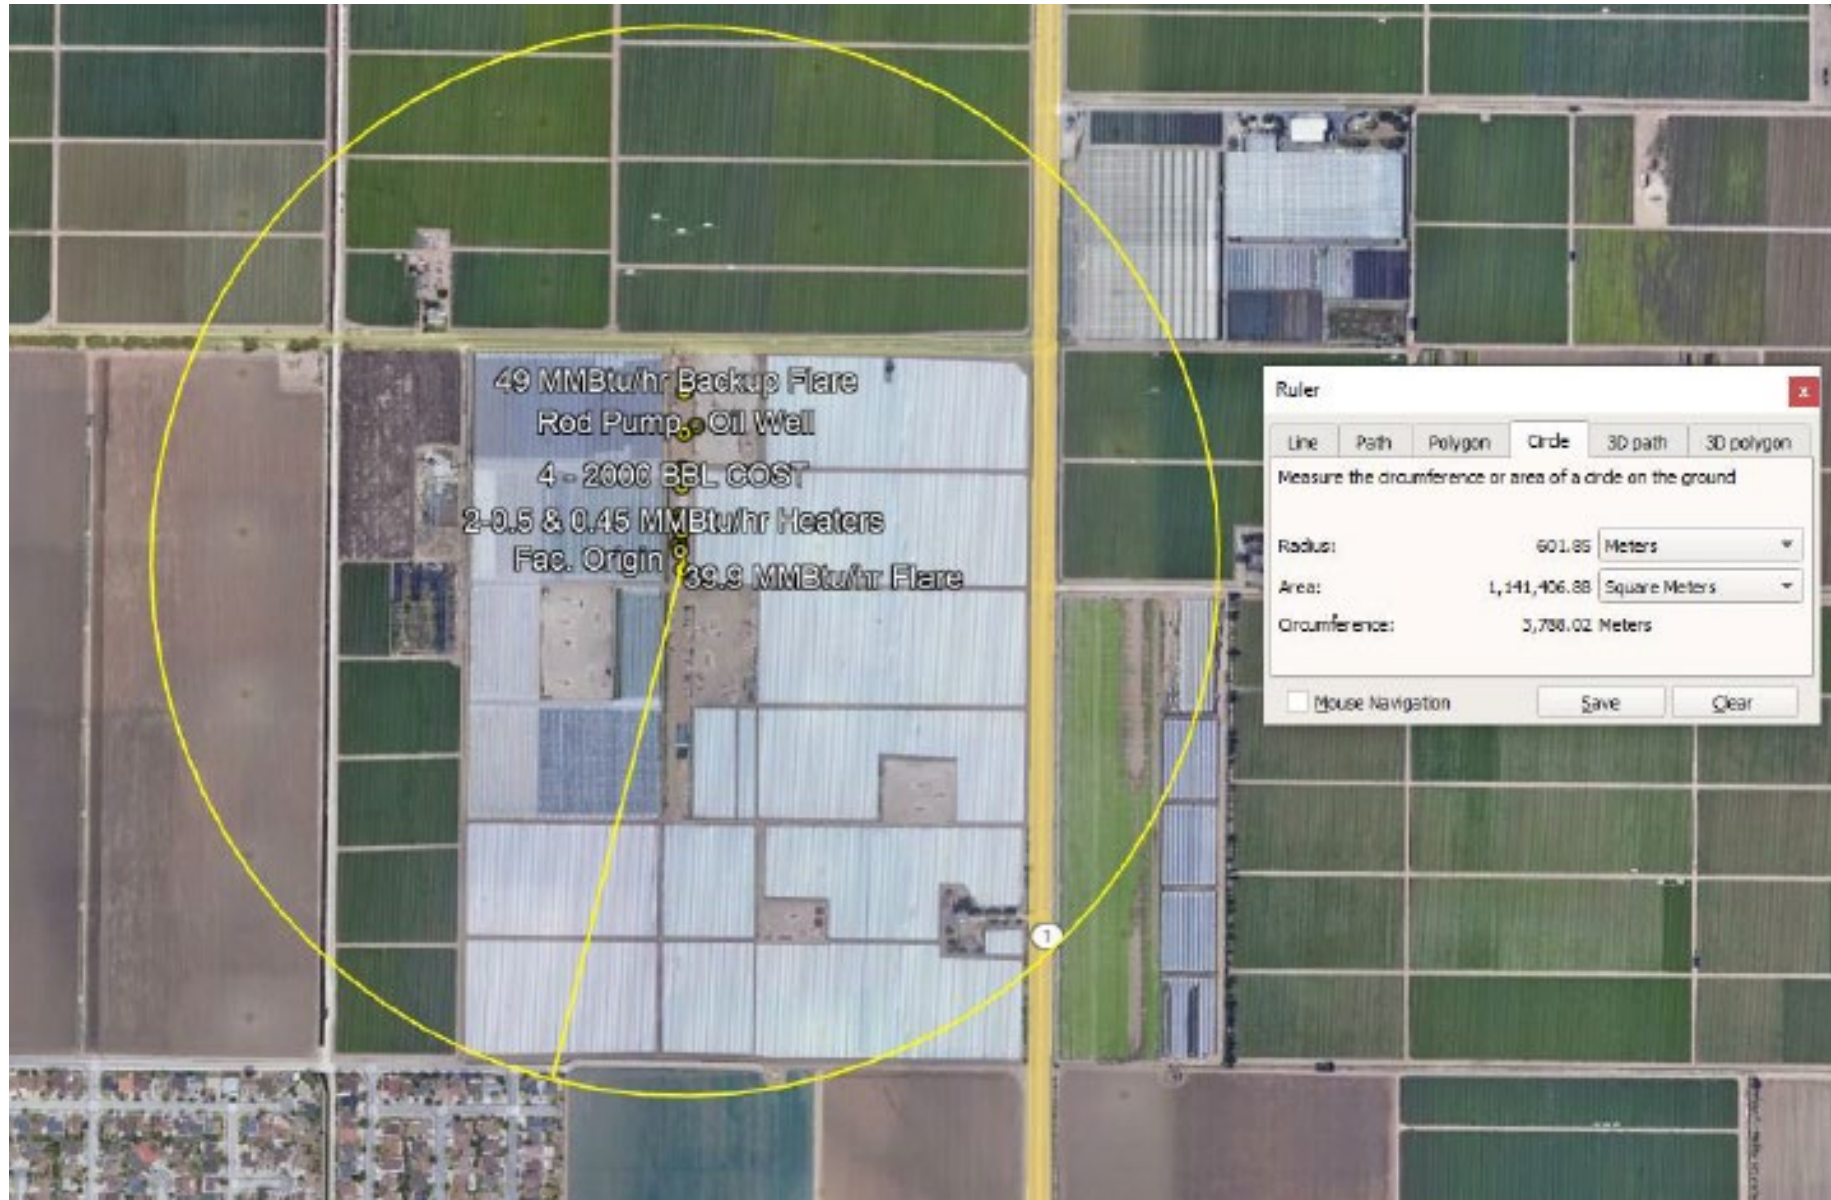 49 MMBtu/hr Backup Flare
Rod Pump Oil Well
4 - 2000 BBL COST
2-0.5 & 0.45 MMBtu/hr Heaters
Fac. Origin
39.9 MMBtu/hr Flare
1
Ruler
x
Line Path Polygon Circle 3D path 3D polygon
Measure the circumference or area of a circle on the ground
Radius: 601.85 Meters
Area: 1,141,406.88 Square Meters
Circumference: 3,788.02 Meters
Mouse Navigation Save Clear